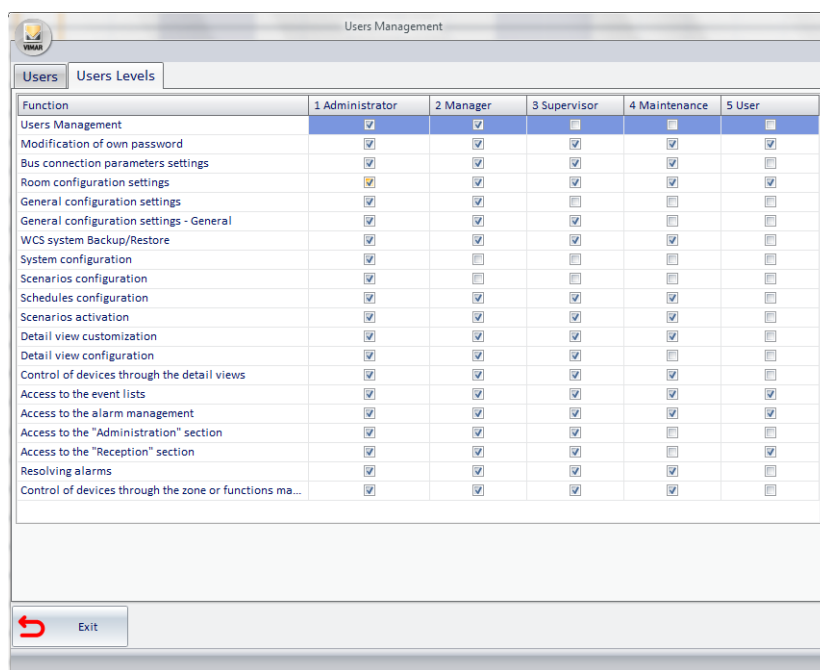 Users Management
VIMAR
Users Users Levels
Function 1 Administrator 2 Manager 3 Supervisor 4 Maintenance 5 User
Users Management
Modification of own password
Bus connection parameters settings
Room configuration settings
General configuration settings
General configuration settings - General
WCS system Backup/Restore
System configuration
Scenarios configuration
Schedules configuration
Scenarios activation
Detail view customization
Detail view configuration
Control of devices through the detail views
Access to the event lists
Access to the alarm management
Access to the "Administration" section
Access to the "Reception" section
Resolving alarms
Control of devices through the zone or functions ma...
Exit